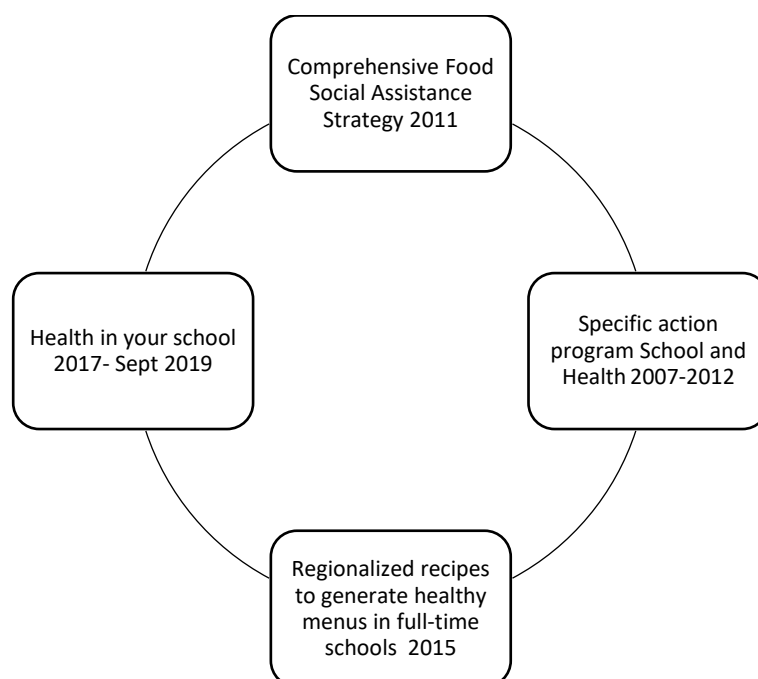 Comprehensive Food
Social Assistance
Strategy 2011
Health in your school
2017- Sept 2019
Specific action
program School and
Health 2007-2012
Regionalized recipes
to generate healthy
menus in full-time
schools  2015